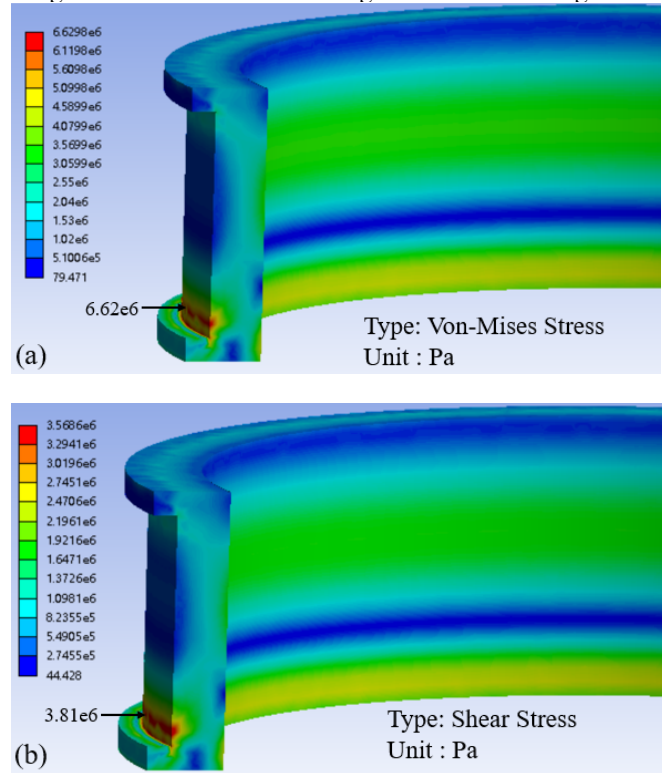 6.6298e6
6.1198e6
5.6098e6
5.0998e6
4.5899e6
4.0799e6
3.5699e6
3.0599e6
2.55e6
2.04e6
1.53e6
1.02e6
5.1006e5
79.471
6.62e6
(a)
Type: Von-Mises Stress
Unit : Pa
3.5686e6
3.2941e6
3.0196e6
2.7451e6
2.4706e6
2.1961e6
1.9216e6
1.6471e6
1.3726e6
1.0981e6
8.2355e5
5.4905e5
2.7455e5
44.428
3.81e6
(b)
Type: Shear Stress
Unit : Pa